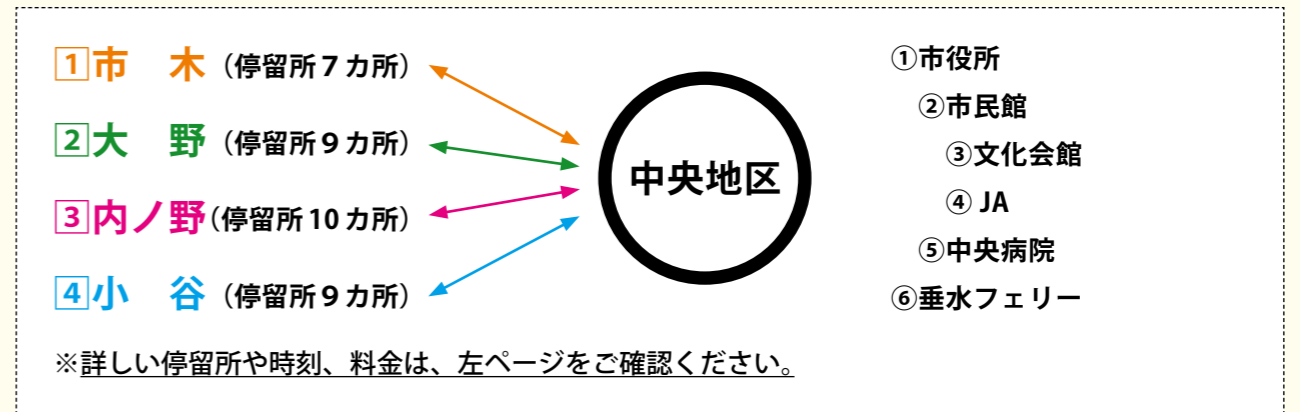 1市　木（停留所７カ所）
2大　野（停留所９カ所）
3内ノ野（停留所10カ所）
4小　谷（停留所９カ所）
中央地区
①市役所
②市民館
③文化会館
④ JA
⑤中央病院
⑥垂水フェリー
※詳しい停留所や時刻、料金は、左ページをご確認ください。